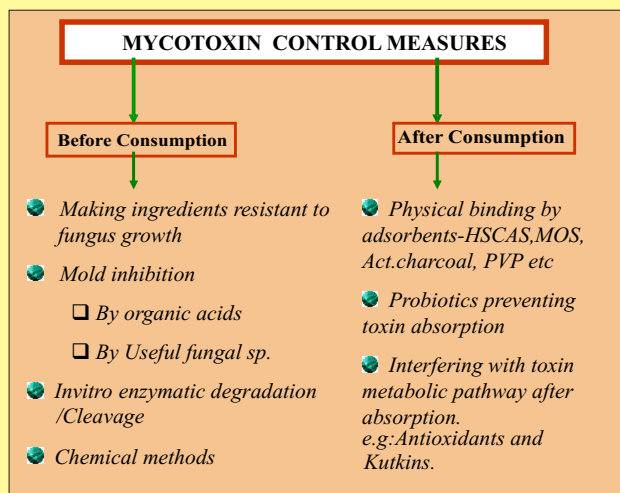 MYCOTOXIN CONTROL MEASURES
Before Consumption
Making ingredients resistant to
fungus growth
Mold inhibition
By organic acids
By Useful fungal sp.
Invitro enzymatic degradation
/Cleavage
Chemical methods
After Consumption
Physical binding by
adsorbents-HSCAS,MOS,
Act.charcoal, PVP etc
Probiotics preventing
toxin absorption
Interfering with toxin
metabolic pathway after
absorption.
e.g:Antioxidants and
Kutkins.